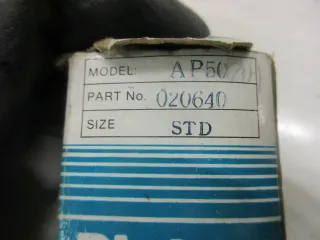 MODEL: AP50
PART No. 020640
SIZE STD